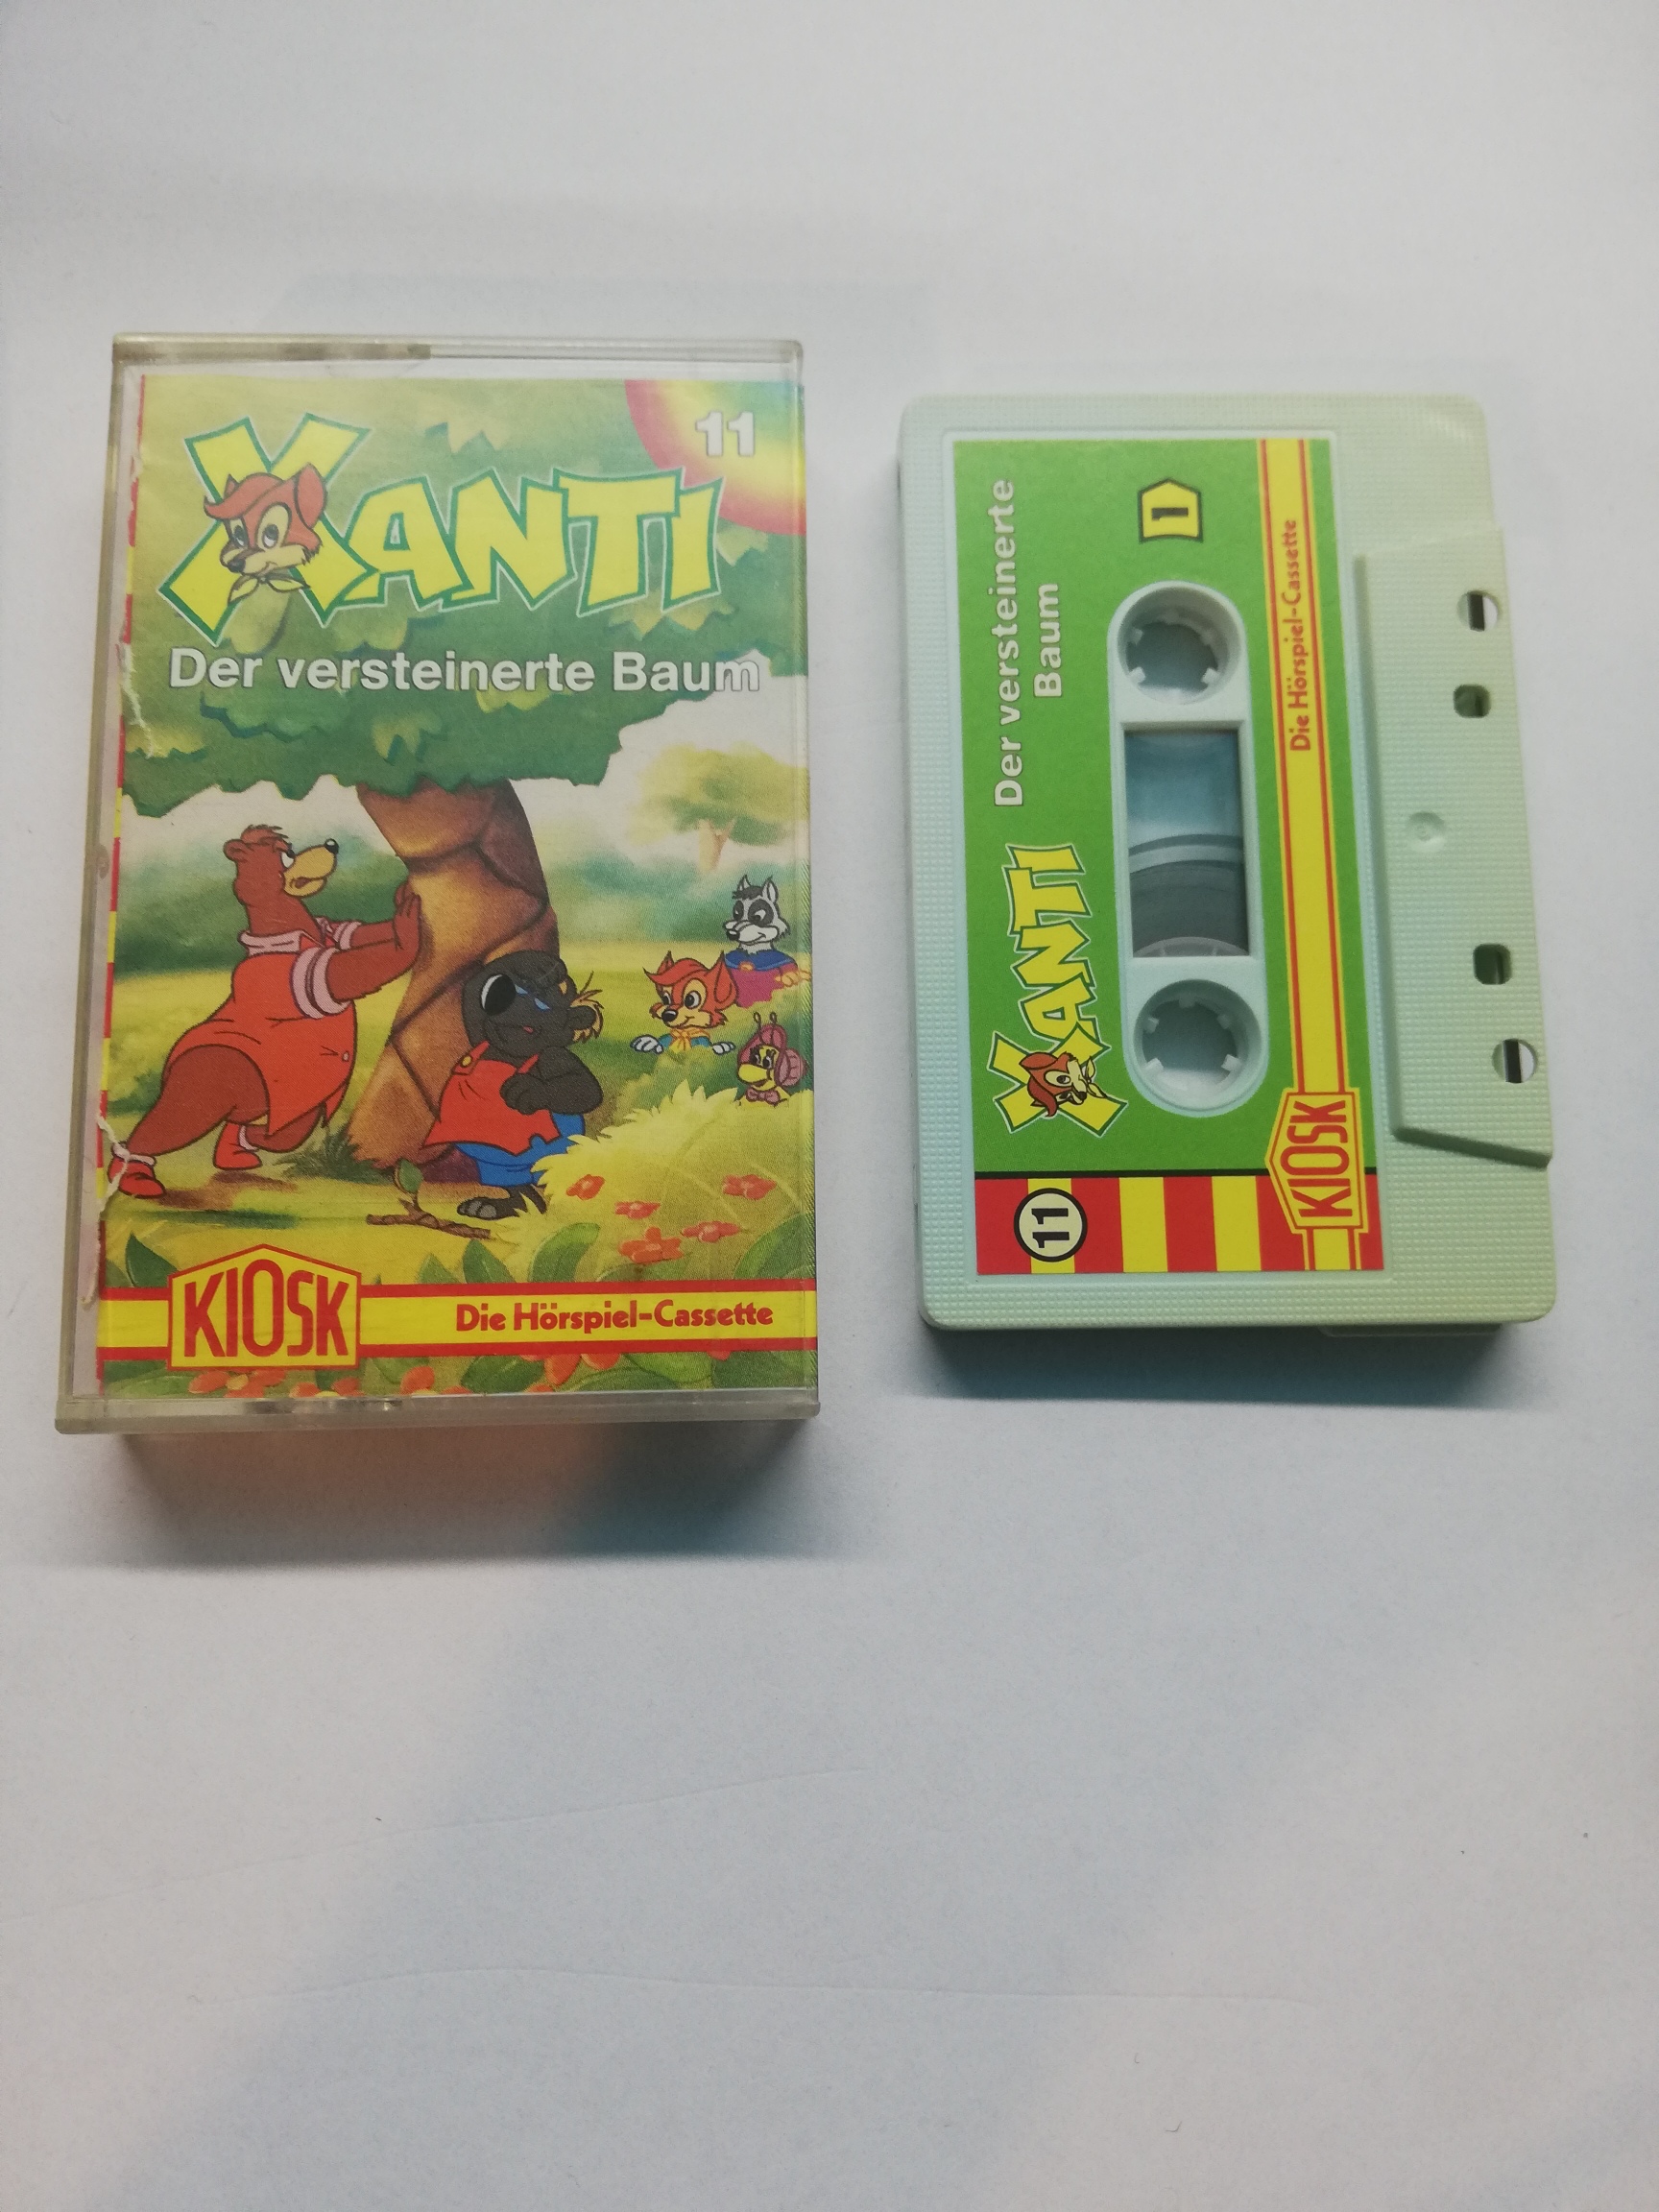 11
XANTI
Der versteinerte Baum
KIOSK
Die Hörspiel-Cassette
XANTI
Der versteinerte
Baum
1
Die Hörspiel-Cassette
11
KIOSK